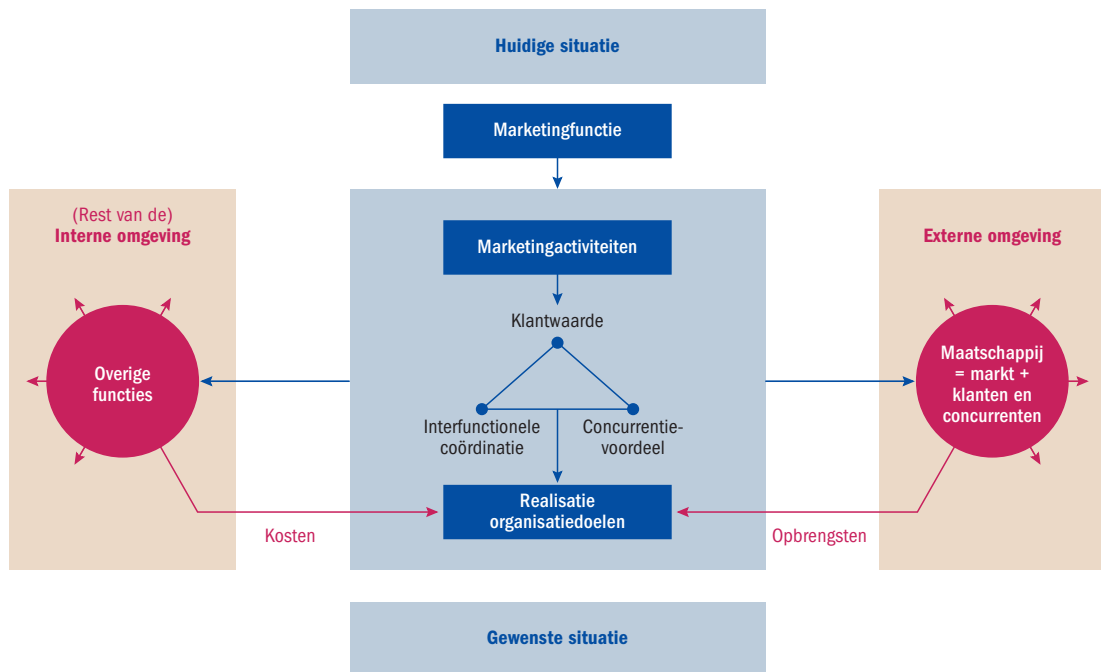 Huidige situatie
Marketingfunctie
(Rest van de)
Interne omgeving
Overige
functies
Kosten
Marketingactiviteiten
Klantwaarde
Interfunctionele
coördinatie
Concurrentie-
voordeel
Realisatie
organisatiedoelen
Externe omgeving
Maatschappij
= markt +
klanten en
concurrenten
Opbrengsten
Gewenste situatie